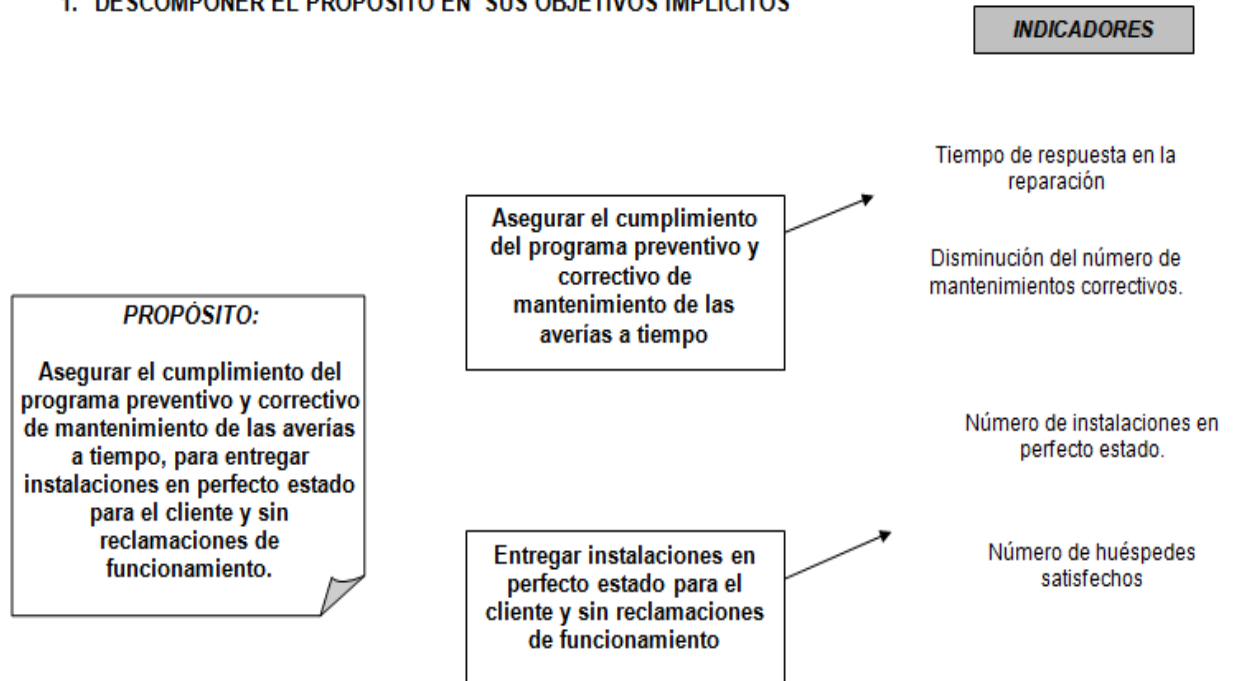 1. DESCOMPONER EL PROPÓSITO EN SUS OBJETIVOS IMPLÍCITOS
INDICADORES
Tiempo de respuesta en la
reparación
Asegurar el cumplimiento
del programa preventivo y
correctivo de
mantenimiento de las
averías a tiempo
Disminución del número de
mantenimientos correctivos.
PROPÓSITO:
Asegurar el cumplimiento del
programa preventivo y correctivo
de mantenimiento de las averías
a tiempo, para entregar
instalaciones en perfecto estado
para el cliente y sin
reclamaciones de
funcionamiento.
Número de instalaciones en
perfecto estado.
Entregar instalaciones en
perfecto estado para el
cliente y sin reclamaciones
de funcionamiento
Número de huéspedes
satisfechos